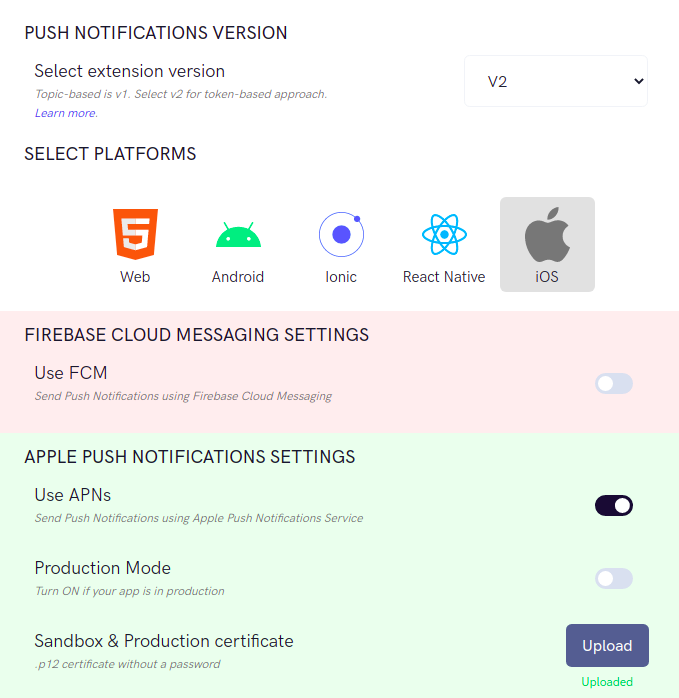 PUSH NOTIFICATIONS VERSION
Select extension version
V2
Topic-based is v1. Select v2 for token-based approach.
Learn more.
SELECT PLATFORMS
Web
Android
Ionic
React Native
iOS
FIREBASE CLOUD MESSAGING SETTINGS
Use FCM
Send Push Notifications using Firebase Cloud Messaging
APPLE PUSH NOTIFICATIONS SETTINGS
Use APNs
Send Push Notifications using Apple Push Notifications Service
Production Mode
Turn ON if your app is in production
Sandbox & Production certificate
Upload
.p12 certificate without a password
Uploaded